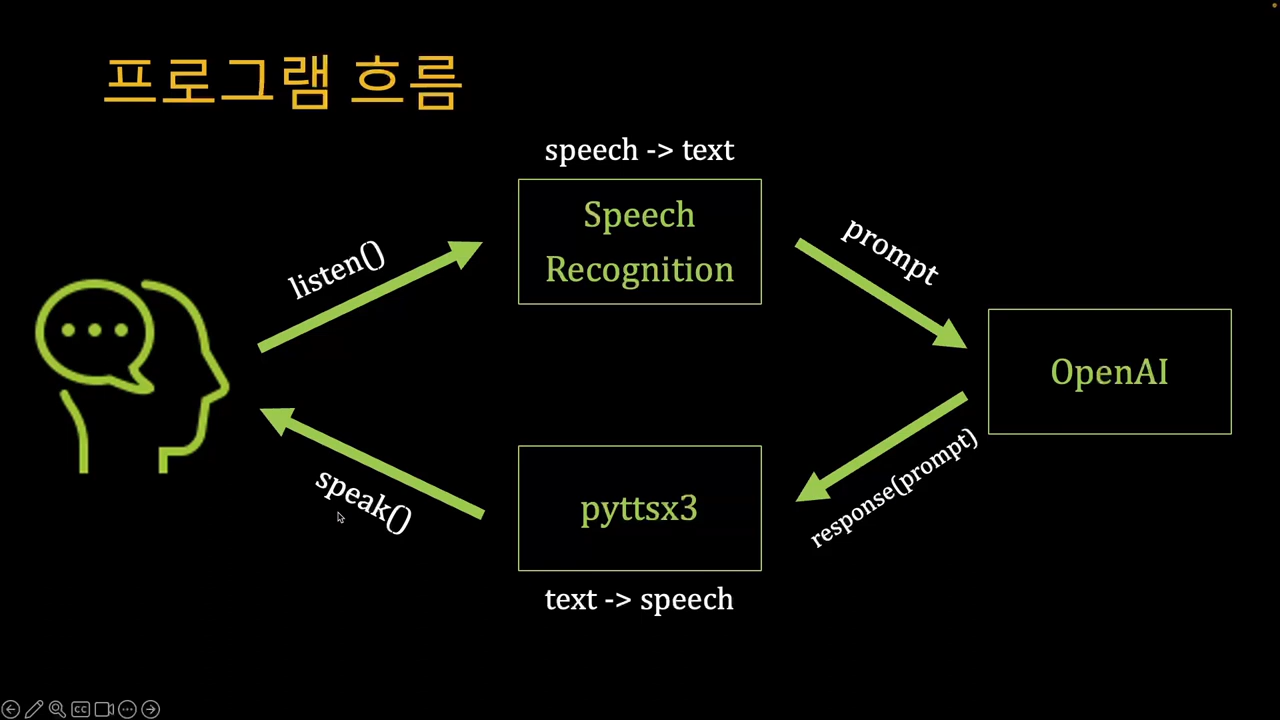 프로그램 흐름
speech -> text
Speech
Recognition
listen()
prompt
OpenAI
response(prompt)
pyttsx3
speak()
text -> speech
CC